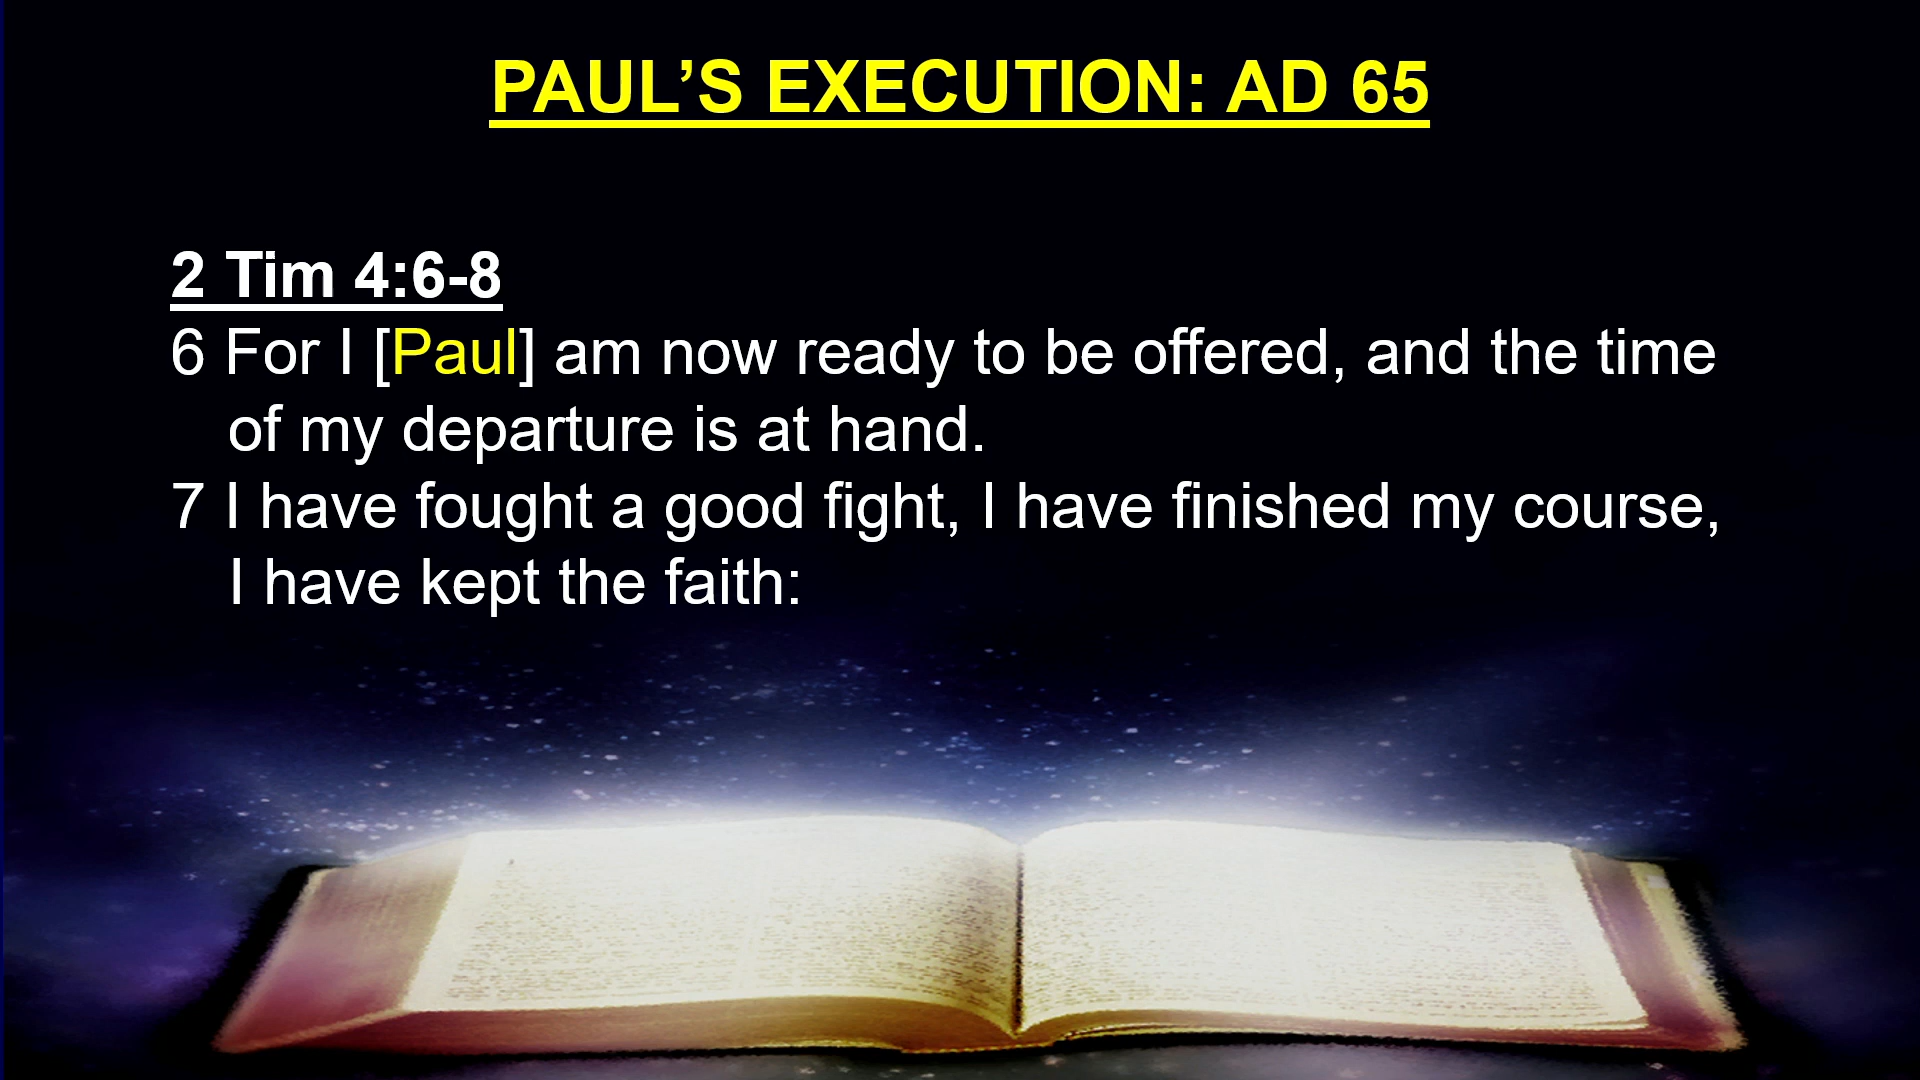 PAUL’S EXECUTION: AD 65
2 Tim 4:6-8
6 For I [Paul] am now ready to be offered, and the time
of my departure is at hand.
7 I have fought a good fight, I have finished my course,
I have kept the faith: